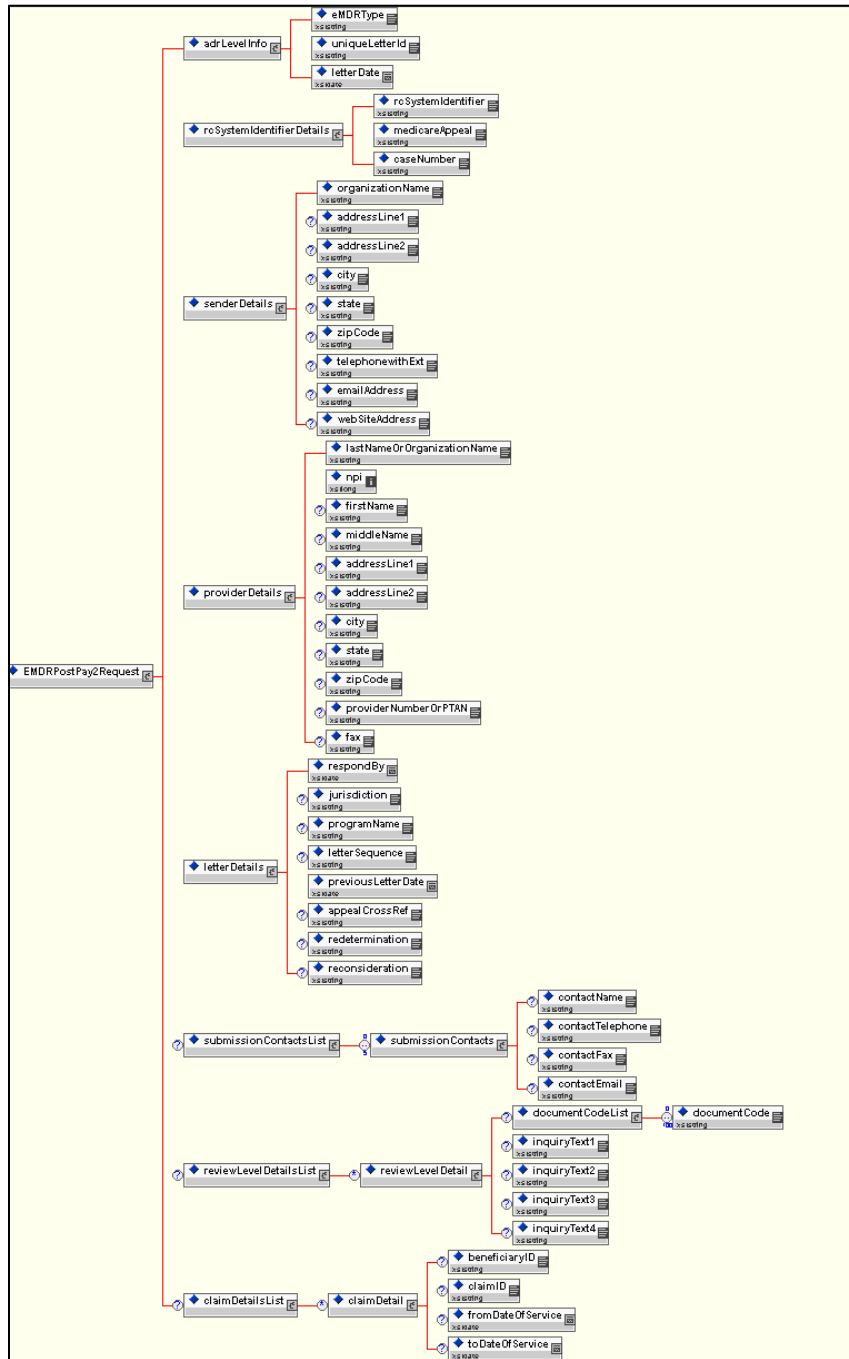 eMDRType
xs:string
adrLevelInfo
uniqueLetterId
xs:string
letterDate
xs:date
rcSystemIdentifier
xs:string
rcSystemIdentifierDetails
medicareAppeal
xs:string
caseNumber
xs:string
organizationName
xs:string
addressLine1
xs:string
addressLine2
xs:string
city
xs:string
senderDetails
state
xs:string
zipCode
xs:string
telephonewithExt
xs:string
emailAddress
xs:string
webSiteAddress
xs:string
lastNameOrOrganizationName
xs:string
npi
xs:long
firstName
xs:string
middleName
xs:string
addressLine1
xs:string
providerDetails
addressLine2
xs:string
city
xs:string
state
xs:string
EMDRPostPay2Request
zipCode
xs:string
providerNumberOrPTAN
xs:string
fax
xs:string
respondBy
xs:date
jurisdiction
xs:string
programName
xs:string
letterSequence
xs:string
letterDetails
previousLetterDate
xs:date
appealCrossRef
xs:string
redetermination
xs:string
reconsideration
xs:string
contactName
xs:string
contactTelephone
xs:string
submissionContactsList
submissionContacts
contactFax
xs:string
contactEmail
xs:string
documentCodeList
documentCode
xs:string
inquiryText1
xs:string
reviewLevelDetailsList
reviewLevelDetail
inquiryText2
xs:string
inquiryText3
xs:string
inquiryText4
xs:string
beneficiaryID
xs:string
claimID
xs:string
claimDetailsList
claimDetail
fromDateOfService
xs:date
toDateOfService
xs:date